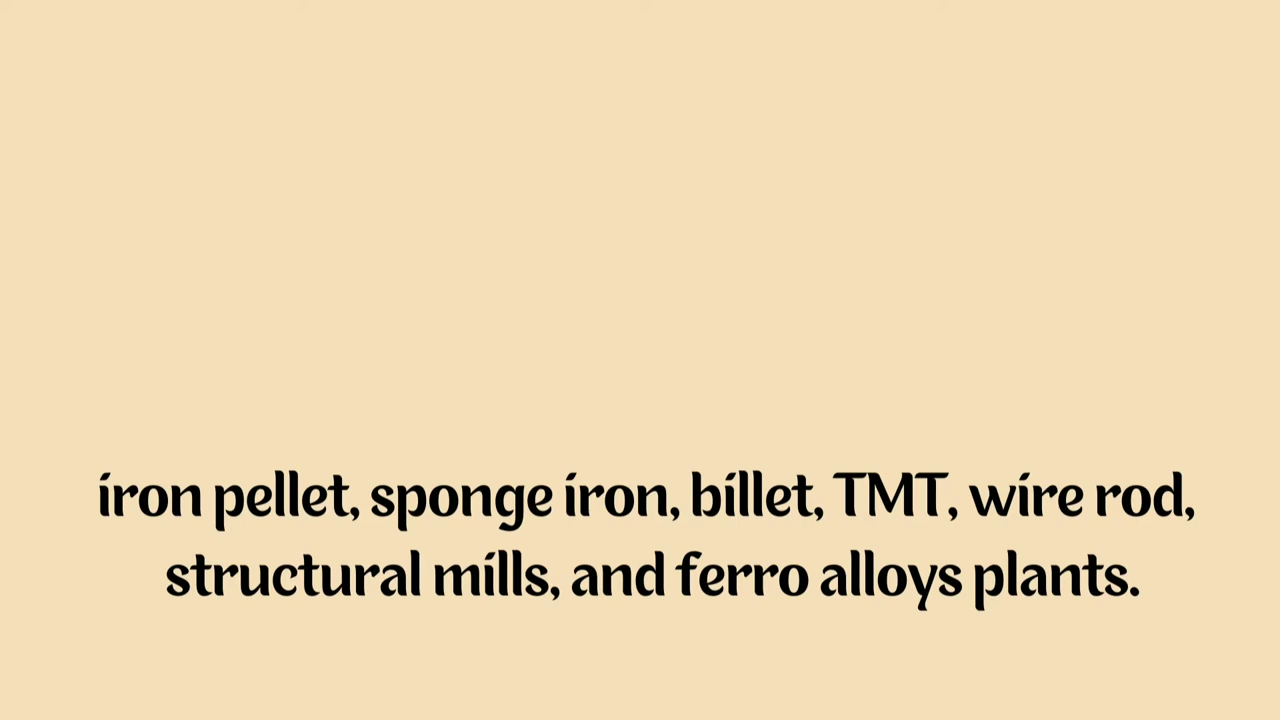 iron pellet, sponge iron, billet, TMT, wire rod,
structural mills, and ferro alloys plants.